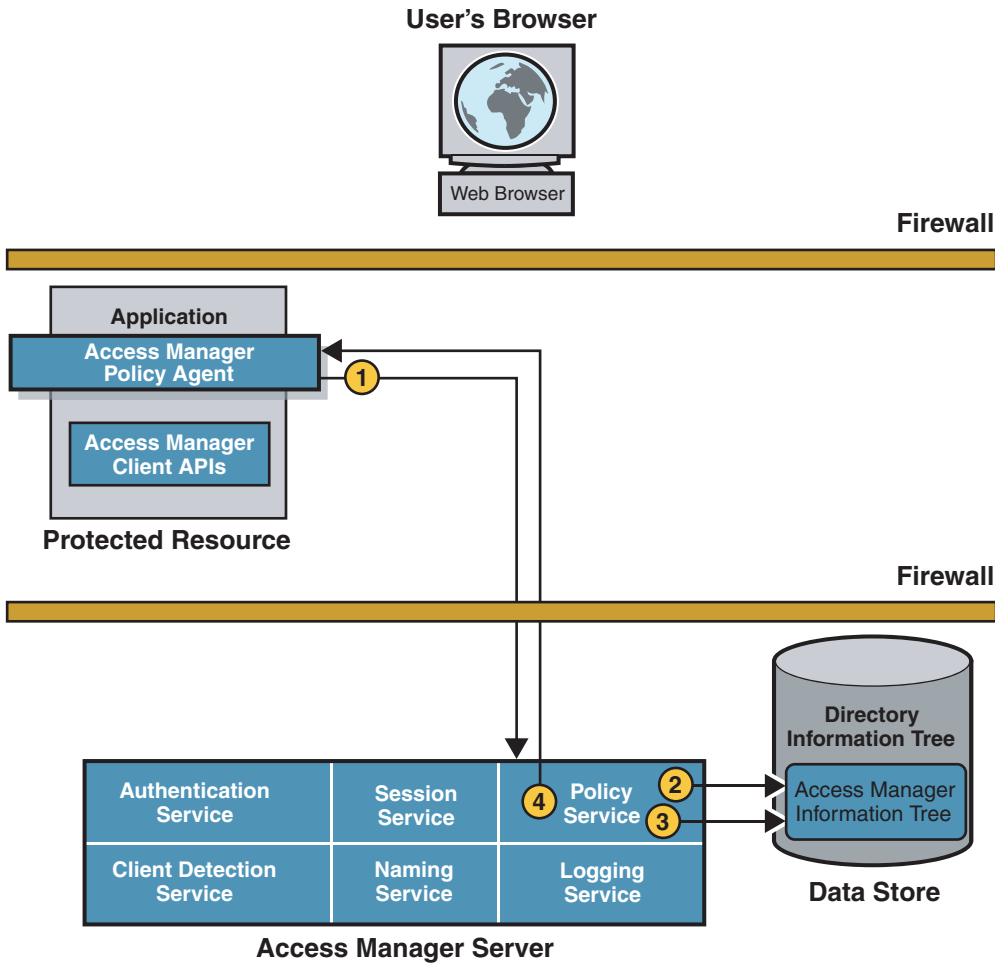 User's Browser
Web Browser
Firewall
Application
Access Manager
Policy Agent
1
Access Manager
Client APIs
Protected Resource
Firewall
Directory
Information Tree
Access Manager
Information Tree
Data Store
Authentication
Service
Session
Service
4
Policy
Service
2
3
Client Detection
Service
Naming
Service
Logging
Service
Access Manager Server